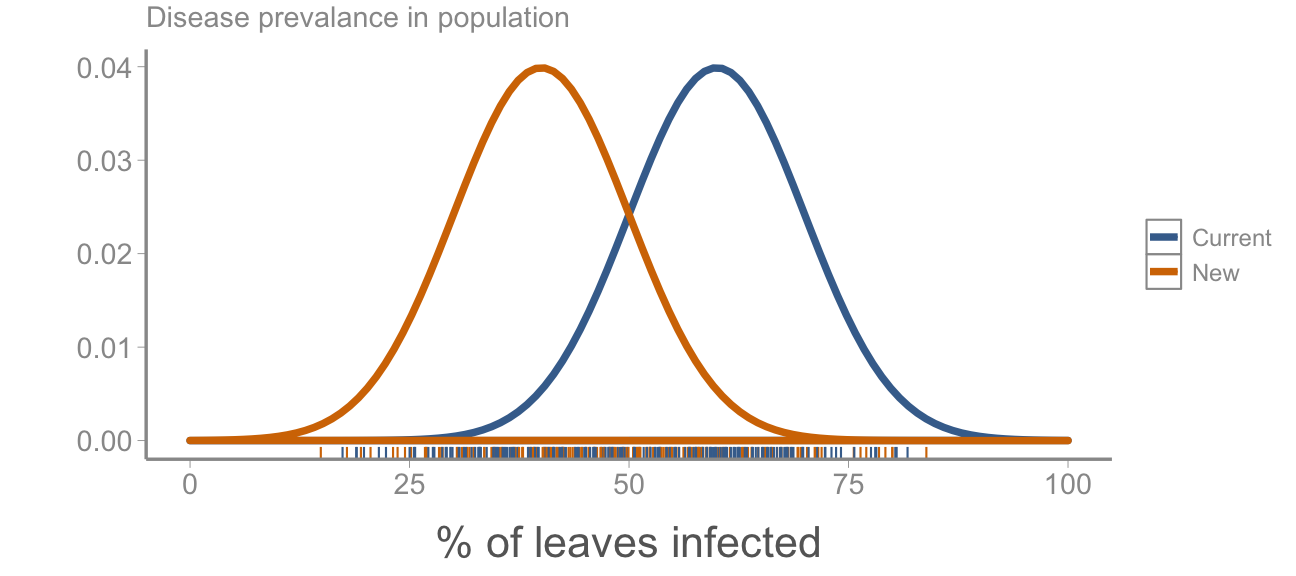 Disease prevalance in population
0.04
0.03
0.02
0.01
0.00
0 25 50 75 100
% of leaves infected
Current
New